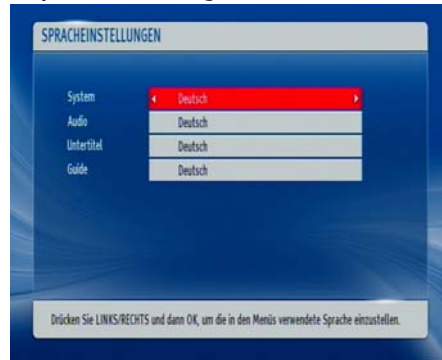 SPRACHEINSTELLUNGEN
System Deutsch
Audio Deutsch
Untertitel Deutsch
Guide Deutsch
Drücken Sie LINKS/RECHTS und dann OK, um die in den Menüs verwendete Sprache einzustellen.